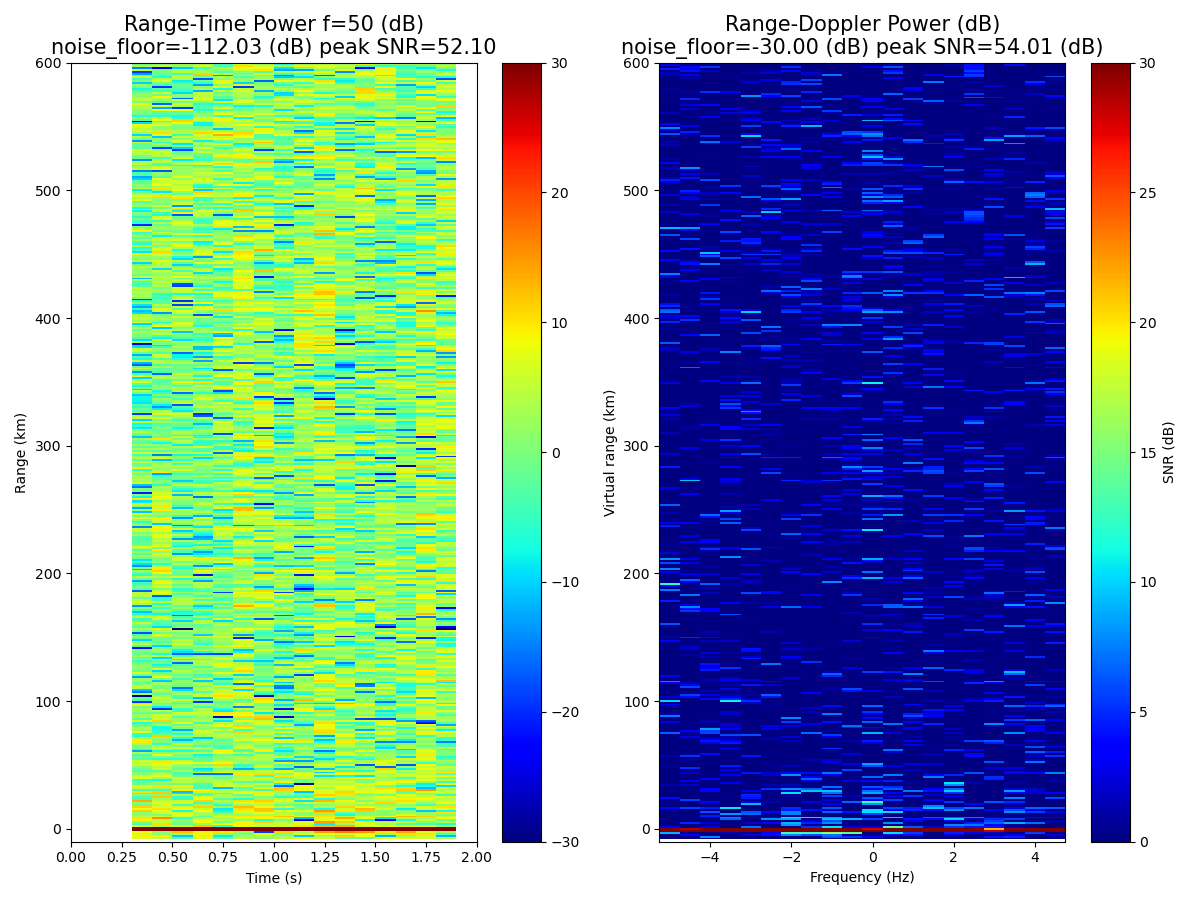 Range-Time Power f=50 (dB)
noise_floor=-112.03 (dB) peak SNR=52.10
Range-Doppler Power (dB)
noise_floor=-30.00 (dB) peak SNR=54.01 (dB)
Range (km)
600
500
400
300
200
100
0
0.00 0.25 0.50 0.75 1.00 1.25 1.50 1.75 2.00
Time (s)
30
20
10
0
−10
−20
−30
Virtual range (km)
600
500
400
300
200
100
0
−4 −2 0 2 4
Frequency (Hz)
30
25
20
15
10
5
0
SNR (dB)